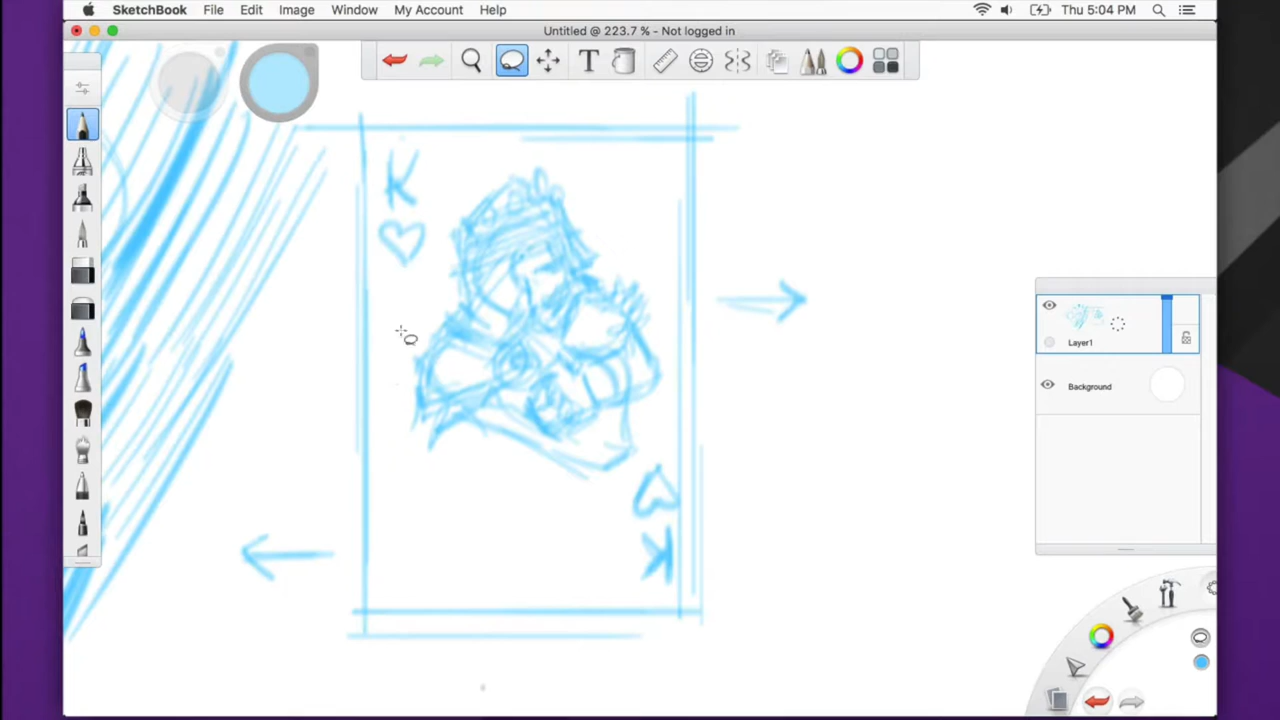 SketchBook File Edit Image Window My Account Help Thu 5:04 PM
Untitled @ 223.7 % - Not logged in
T
K
Layer1
Background
K